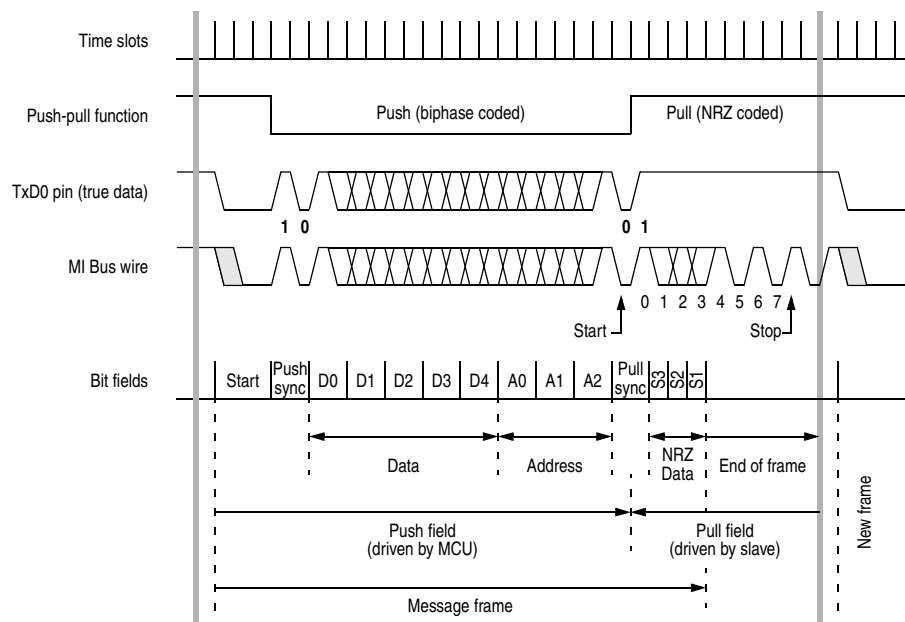 Time slots
Push-pull function
Push (biphase coded)
Pull (NRZ coded)
TxD0 pin (true data)
1 0
0 1
MI Bus wire
0 1 2 3 4 5 6 7
Start
Stop
Bit fields
Start
Push
sync
D0
D1
D2
D3
D4
A0
A1
A2
Pull
sync
S3
S2
S1
Data
Address
NRZ
Data
End of frame
Push field
(driven by MCU)
Pull field
(driven by slave)
New frame
Message frame